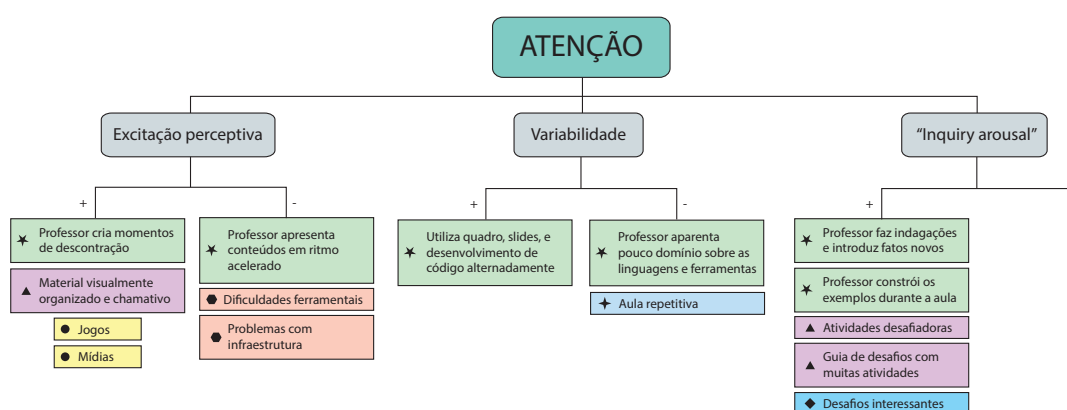 ATENÇÃO
Excitação perceptiva
Variabilidade
“Inquiry arousal”
+
-
+
-
+
Professor cria momentos
de descontração
Material visualmente
organizado e chamativo
Jogos
Mídias
Professor apresenta
conteúdos em ritmo
acelerado
Dificuldades ferramentais
Problemas com
infraestrutura
Utiliza quadro, slides, e
desenvolvimento de
código alternadamente
Professor aparenta
pouco domínio sobre as
linguagens e ferramentas
Aula repetitiva
Professor faz indagações
e introduz fatos novos
Professor constrói os
exemplos durante a aula
Atividades desafiadoras
Guia de desafios com
muitas atividades
Desafios interessantes